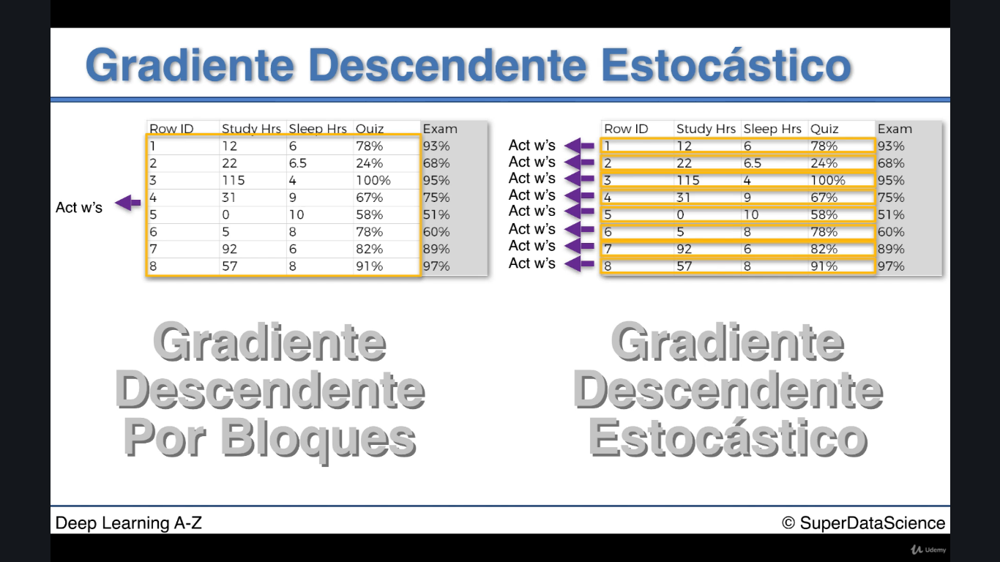 Gradiente Descendente Estocástico
Row ID Study Hrs Sleep Hrs Quiz Exam
1 12 6 78% 93%
2 22 6.5 24% 68%
3 115 4 100% 95%
4 31 9 67% 75%
5 0 10 58% 51%
6 5 8 78% 60%
7 92 6 82% 89%
8 57 8 91% 97%
Act w's
Row ID Study Hrs Sleep Hrs Quiz Exam
Act w's 1 12 6 78% 93%
Act w's 2 22 6.5 24% 68%
Act w's 3 115 4 100% 95%
Act w's 4 31 9 67% 75%
Act w's 5 0 10 58% 51%
Act w's 6 5 8 78% 60%
Act w's 7 92 6 82% 89%
Act w's 8 57 8 91% 97%
Gradiente
Descendente
Por Bloques
Gradiente
Descendente
Estocástico
Deep Learning A-Z
© SuperDataScience
Udemy